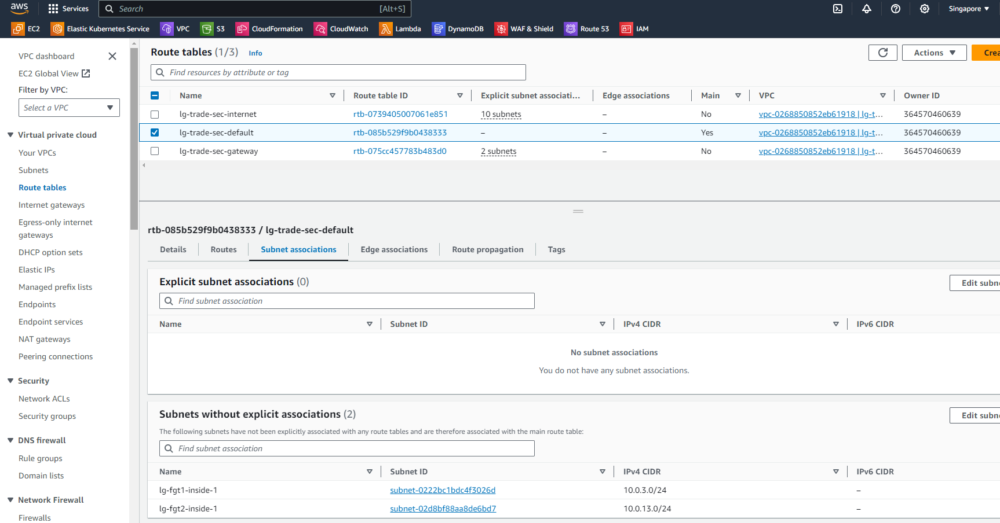 aws Services Search [Alt+S] Singapore
EC2 Elastic Kubernetes Service VPC S3 CloudFormation CloudWatch Lambda DynamoDB WAF & Shield Route 53 IAM
VPC dashboard
EC2 Global View
Filter by VPC:
Select a VPC
Virtual private cloud
Your VPCs
Subnets
Route tables
Internet gateways
Egress-only internet
gateways
DHCP option sets
Elastic IPs
Managed prefix lists
Endpoints
Endpoint services
NAT gateways
Peering connections
Security
Network ACLs
Security groups
DNS firewall
Rule groups
Domain lists
Network Firewall
Firewalls
Route tables (1/3) Info Actions Crea
Find resources by attribute or tag
Name Route table ID Explicit subnet associati... Edge associations Main VPC Owner ID
lg-trade-sec-internet rtb-0739405007061e851 10 subnets – No vpc-0268850852eb61918 | lg-t... 364570460639
lg-trade-sec-default rtb-085b529f9b0438333 – – Yes vpc-0268850852eb61918 | lg-t... 364570460639
lg-trade-sec-gateway rtb-075cc457783b483d0 2 subnets – No vpc-0268850852eb61918 | lg-t... 364570460639
rtb-085b529f9b0438333 / lg-trade-sec-default
Details Routes Subnet associations Edge associations Route propagation Tags
Explicit subnet associations (0) Edit subn
Find subnet association
Name Subnet ID IPv4 CIDR IPv6 CIDR
No subnet associations
You do not have any subnet associations.
Subnets without explicit associations (2) Edit subn
The following subnets have not been explicitly associated with any route tables and are therefore associated with the main route table:
Find subnet association
Name Subnet ID IPv4 CIDR IPv6 CIDR
lg-fgt1-inside-1 subnet-0222bc1bdc4f3026d 10.0.3.0/24 –
lg-fgt2-inside-1 subnet-02d8bf88aa8de6bd7 10.0.13.0/24 –